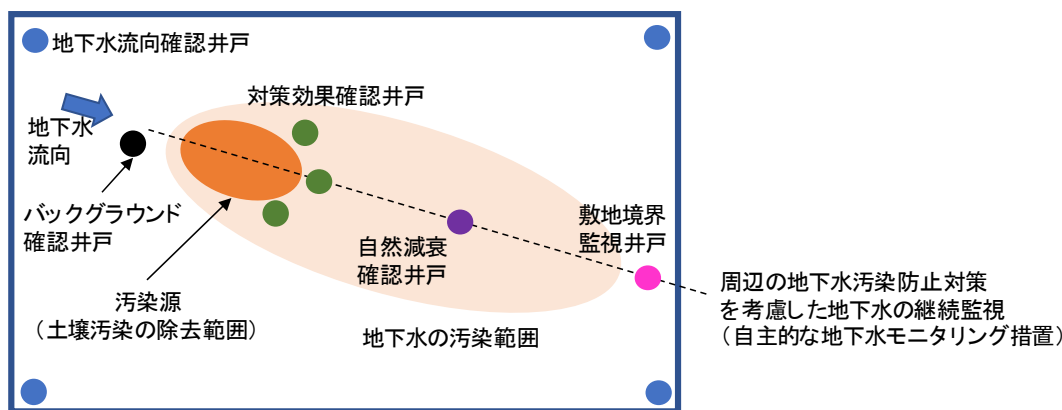 地下水流向確認井戸
対策効果確認井戸
地下水
流向
バックグラウンド
確認井戸
敷地境界
監視井戸
自然減衰
確認井戸
汚染源
（土壌汚染の除去範囲）
地下水の汚染範囲
周辺の地下水汚染防止対策
を考慮した地下水の継続監視
（自主的な地下水モニタリング措置）